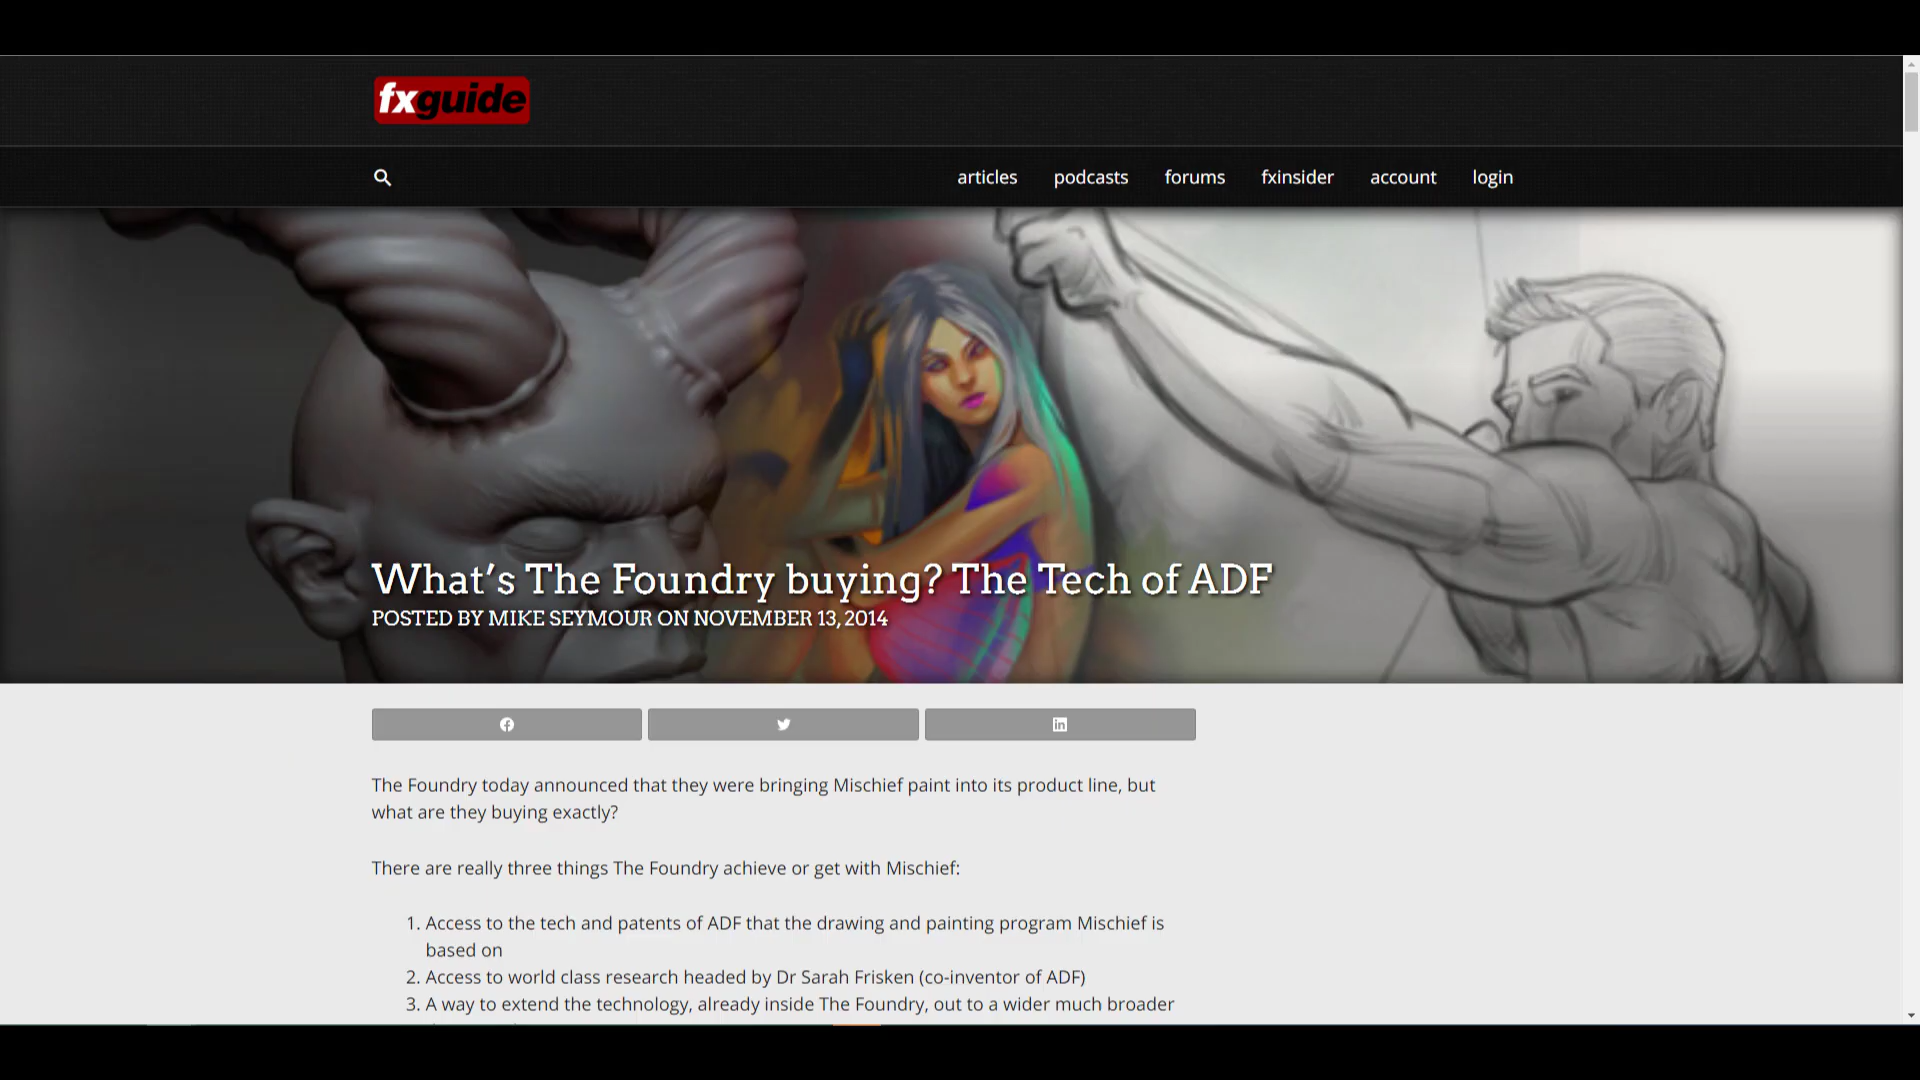 fxguide
articles podcasts forums fxinsider account login
What's The Foundry buying? The Tech of ADF
POSTED BY MIKE SEYMOUR ON NOVEMBER 13, 2014
The Foundry today announced that they were bringing Mischief paint into its product line, but
what are they buying exactly?
There are really three things The Foundry achieve or get with Mischief:
1. Access to the tech and patents of ADF that the drawing and painting program Mischief is
based on
2. Access to world class research headed by Dr Sarah Frisken (co-inventor of ADF)
3. A way to extend the technology, already inside The Foundry, out to a wider much broader